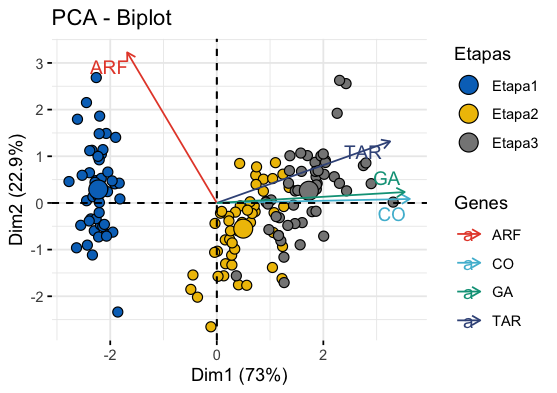 PCA - Biplot
Etapas
Etapa1
Etapa2
Etapa3
Genes
a ARF
a CO
a GA
a TAR
ARF
TAR
GA
CO
3
2
1
0
-1
-2
-2
0
2
Dim2 (22.9%)
Dim1 (73%)